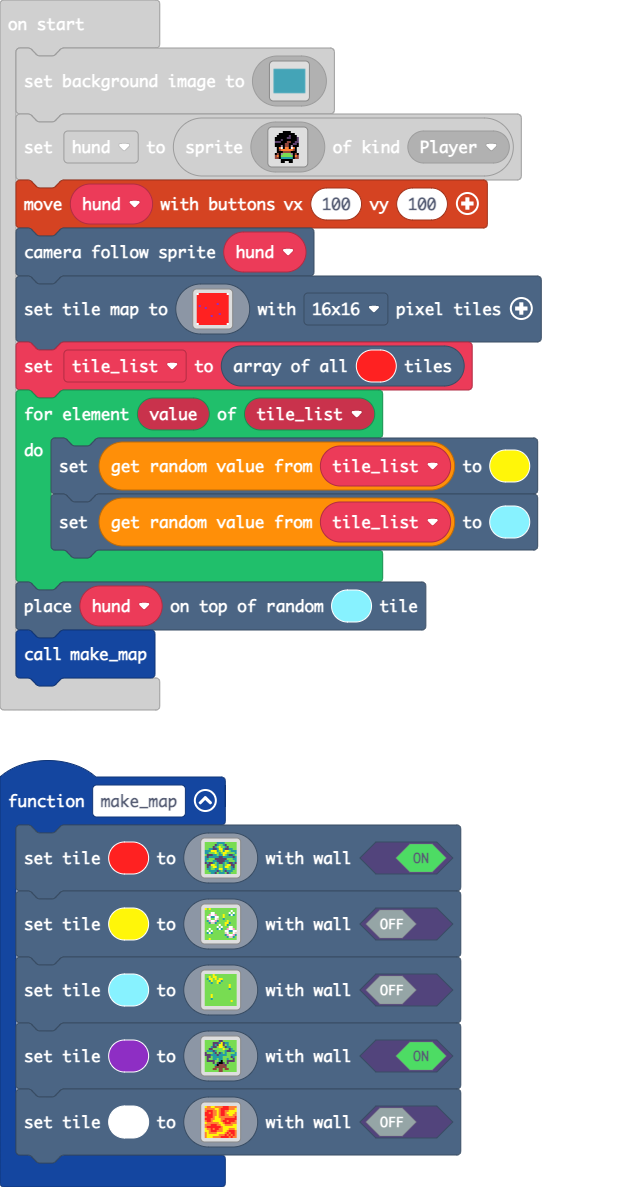 on start
set background image to
set hund to sprite of kind Player
move hund with buttons vx 100 vy 100
camera follow sprite hund
set tile map to with 16x16 pixel tiles
set tile_list to array of all tiles
for element value of tile_list
do set get random value from tile_list to
set get random value from tile_list to
place hund on top of random tile
call make_map
function make_map
set tile to with wall ON
set tile to with wall OFF
set tile to with wall OFF
set tile to with wall ON
set tile to with wall OFF